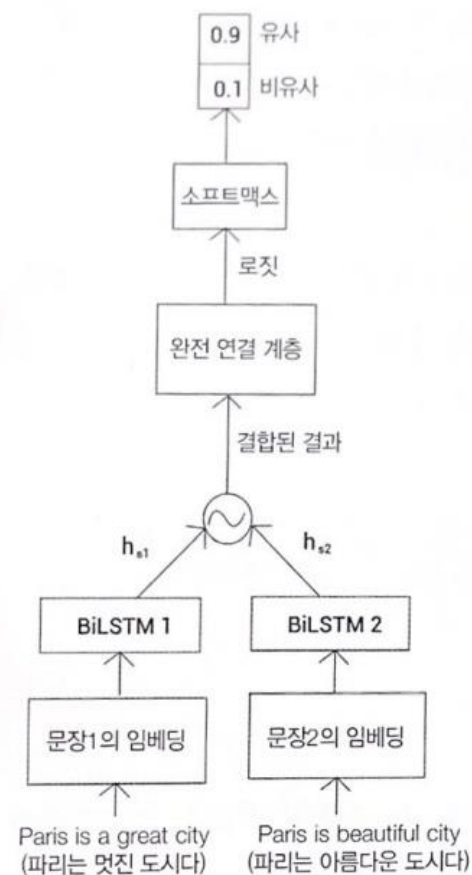 0.9 유사
0.1 비유사
소프트맥스
로짓
완전 연결 계층
결합된 결과
hs1 hs2
BiLSTM 1 BiLSTM 2
문장1의 임베딩 문장2의 임베딩
Paris is a great city Paris is beautiful city
(파리는 멋진 도시다) (파리는 아름다운 도시다)